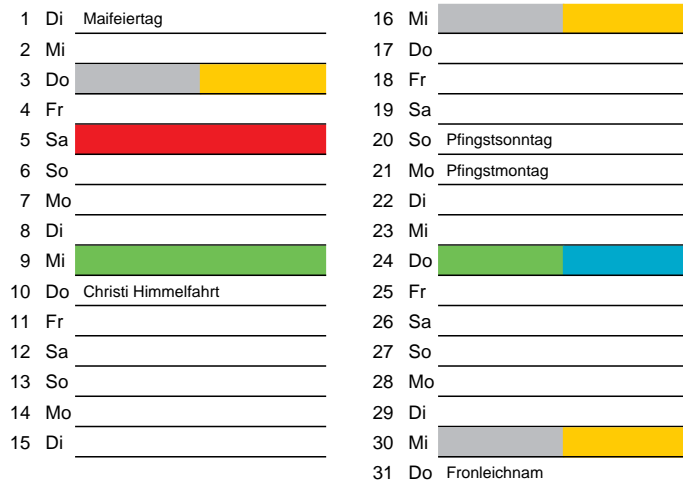 1 Di Maifeiertag
2 Mi
3 Do
4 Fr
5 Sa
6 So
7 Mo
8 Di
9 Mi
10 Do Christi Himmelfahrt
11 Fr
12 Sa
13 So
14 Mo
15 Di
16 Mi
17 Do
18 Fr
19 Sa
20 So Pfingstsonntag
21 Mo Pfingstmontag
22 Di
23 Mi
24 Do
25 Fr
26 Sa
27 So
28 Mo
29 Di
30 Mi
31 Do Fronleichnam